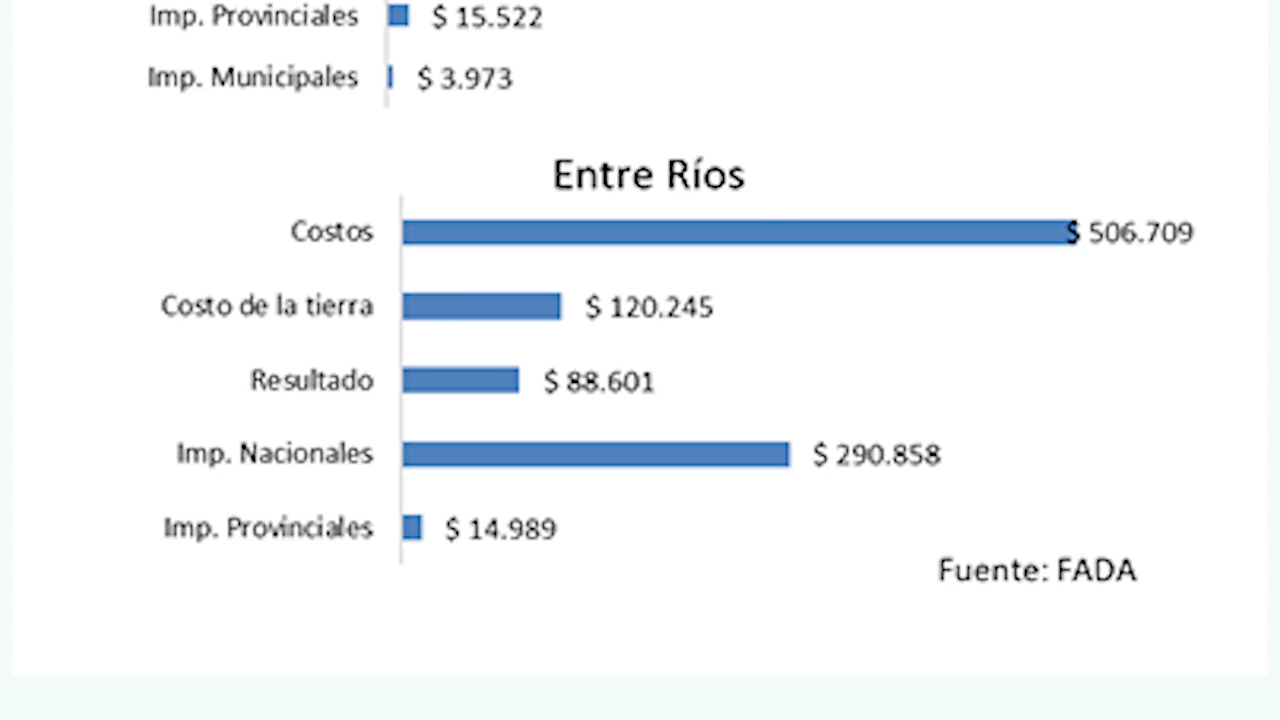 Imp. Provinciales $ 15.522
Imp. Municipales $ 3.973
Entre Ríos
Costos $ 506.709
Costo de la tierra $ 120.245
Resultado $ 88.601
Imp. Nacionales $ 290.858
Imp. Provinciales $ 14.989
Fuente: FADA